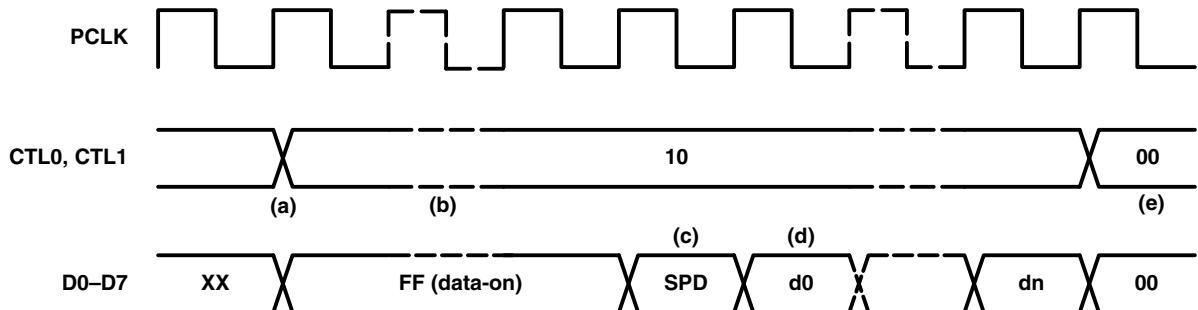 PCLK
CTL0, CTL1
10
00
(a)
(b)
(e)
(c)
(d)
D0–D7
XX
FF (data-on)
SPD
d0
dn
00